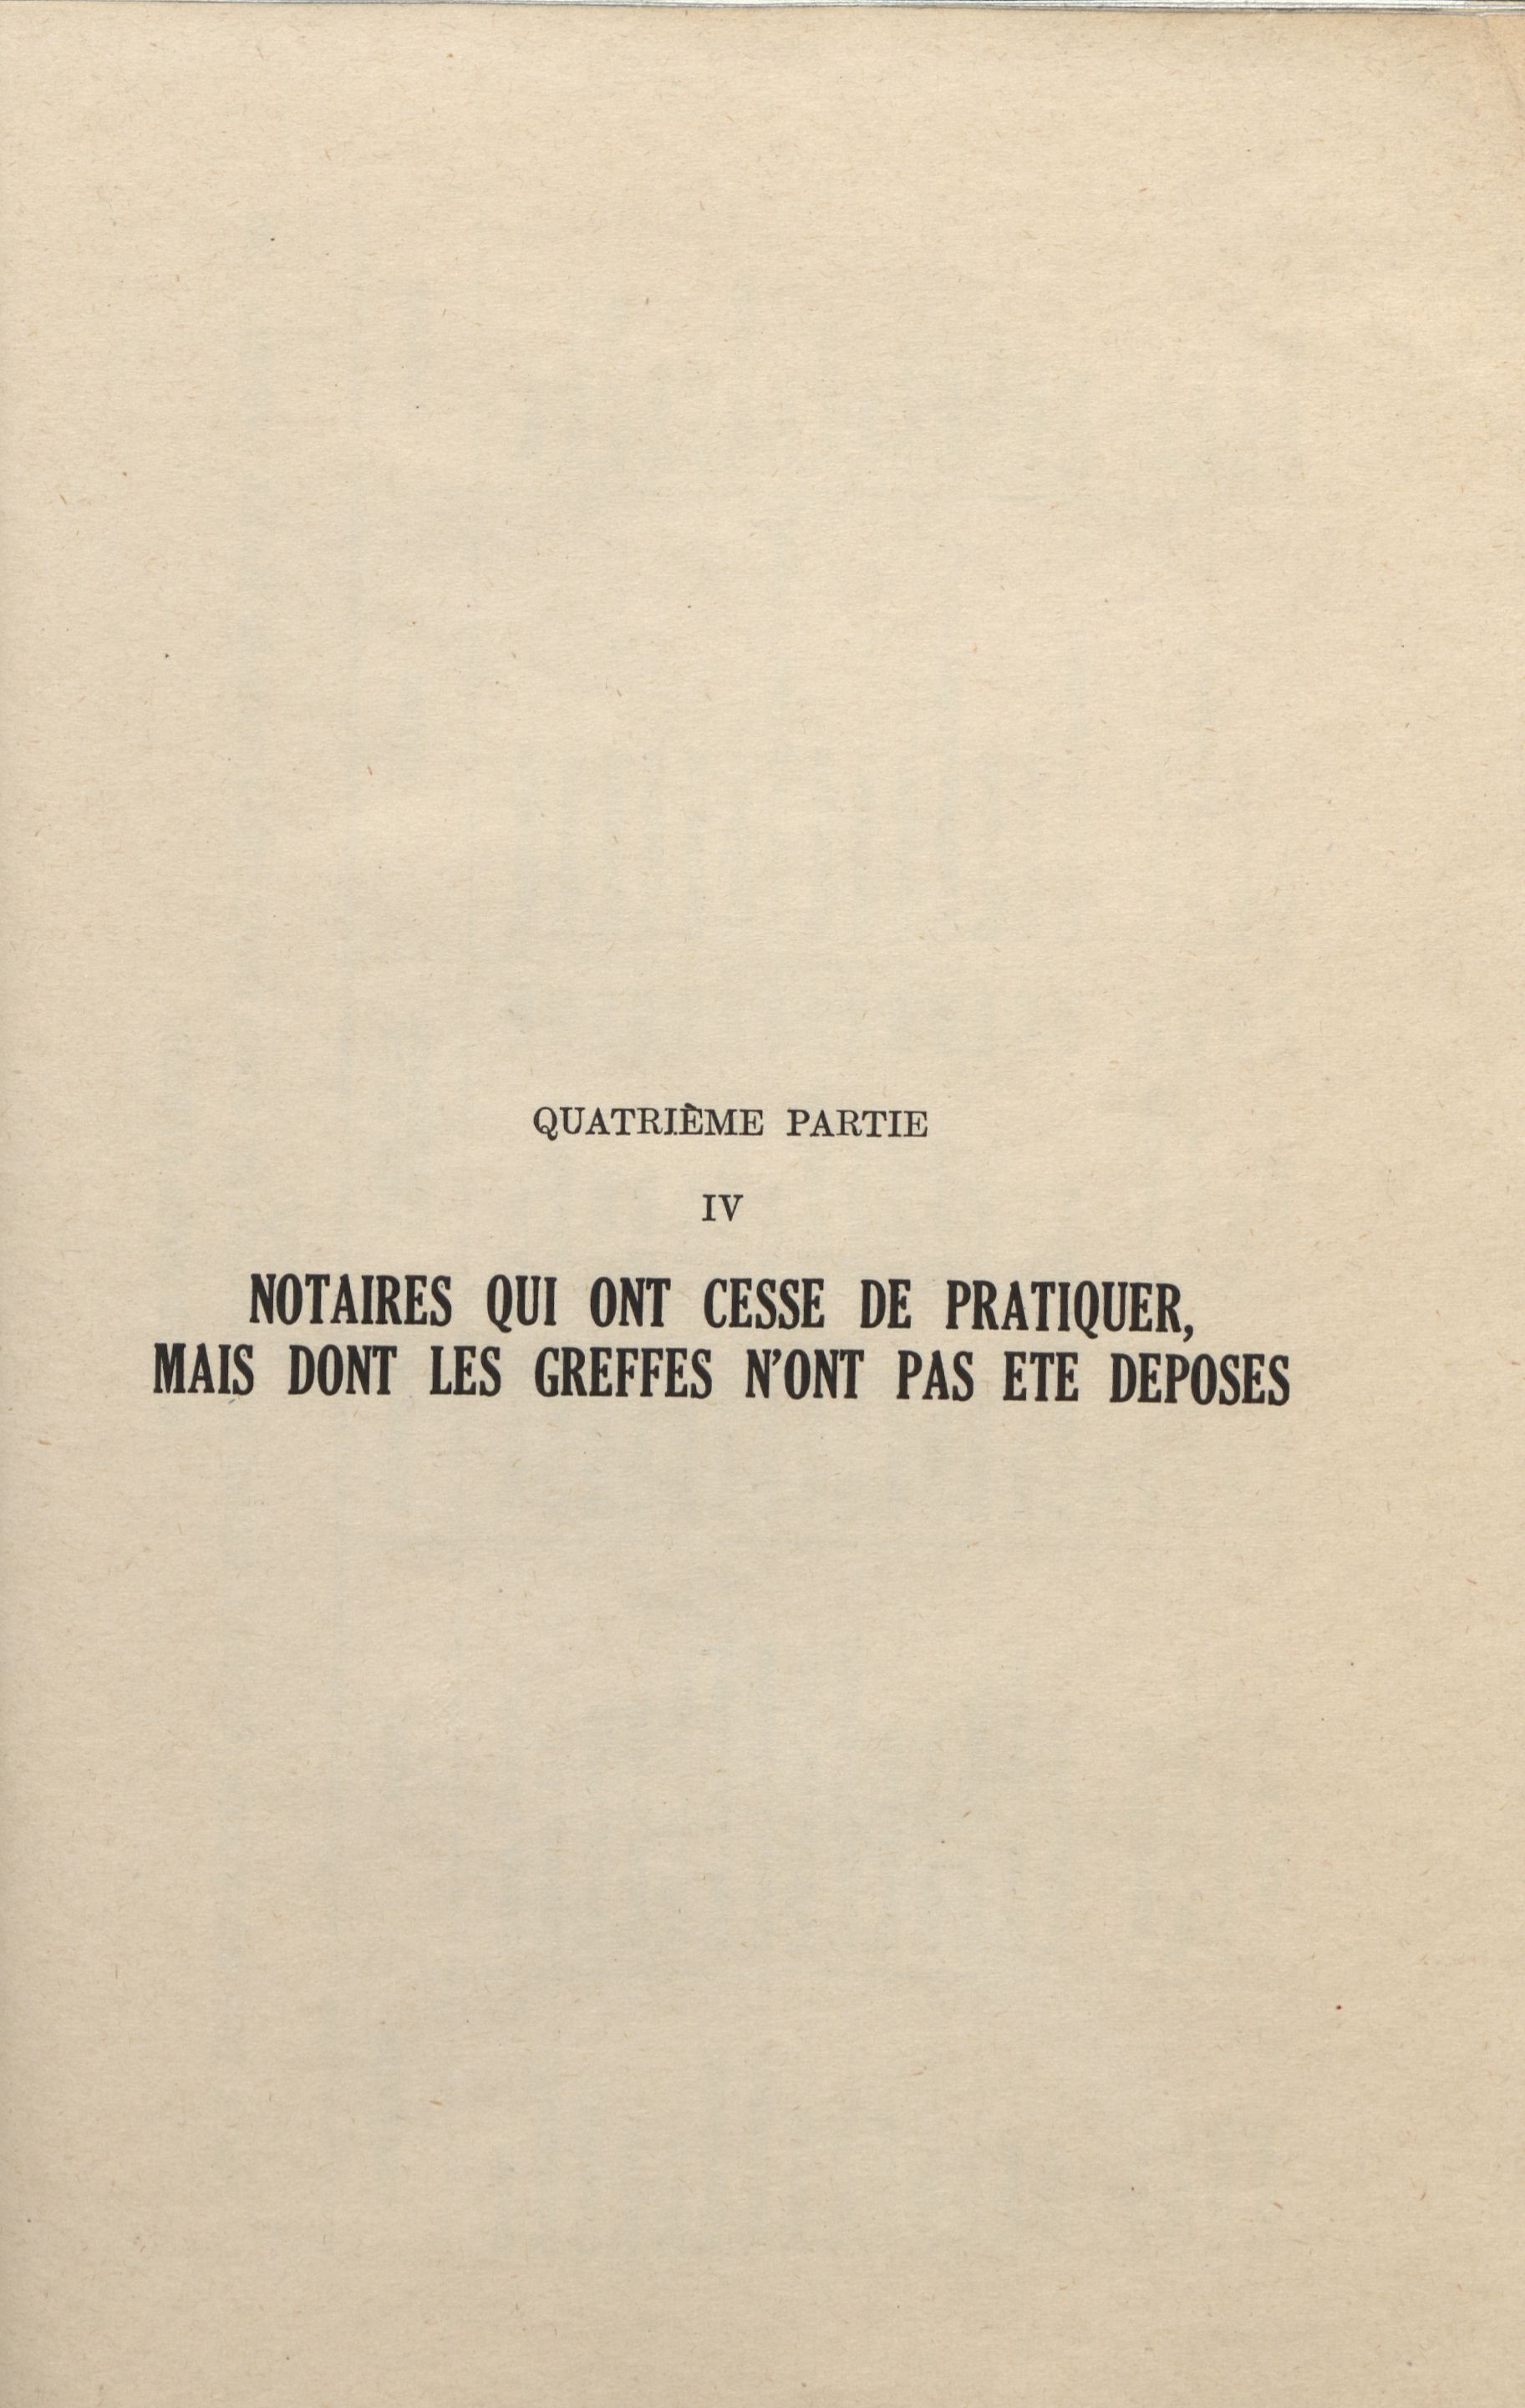 QUATRIÈME PARTIE
IV
NOTAIRES QUI ONT CESSE DE PRATIQUER,
MAIS DONT LES GREFFES N'ONT PAS ETE DEPOSES